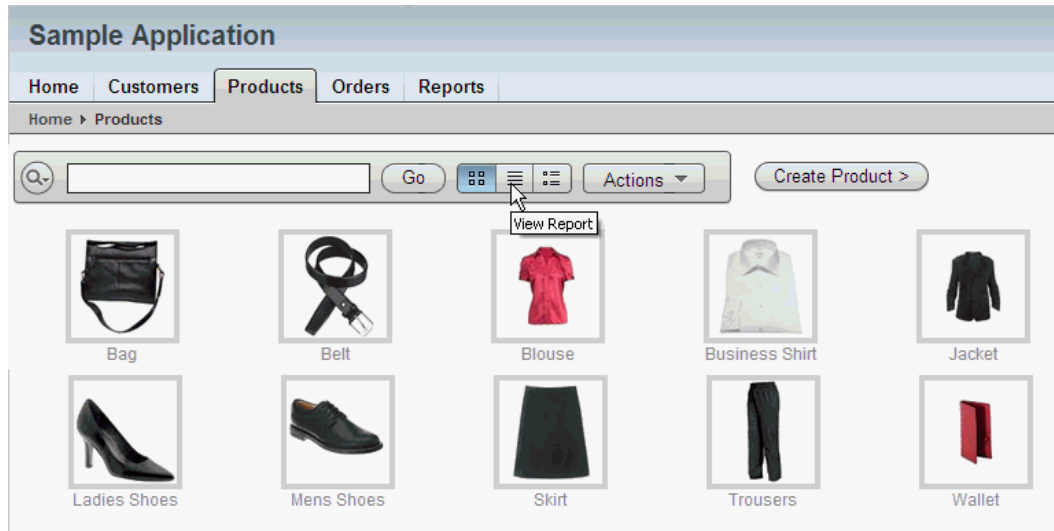 Sample Application
Home Customers Products Orders Reports
Home Products
Go Actions Create Product >
View Report
Bag Belt Blouse Business Shirt Jacket
Ladies Shoes Mens Shoes Skirt Trousers Wallet